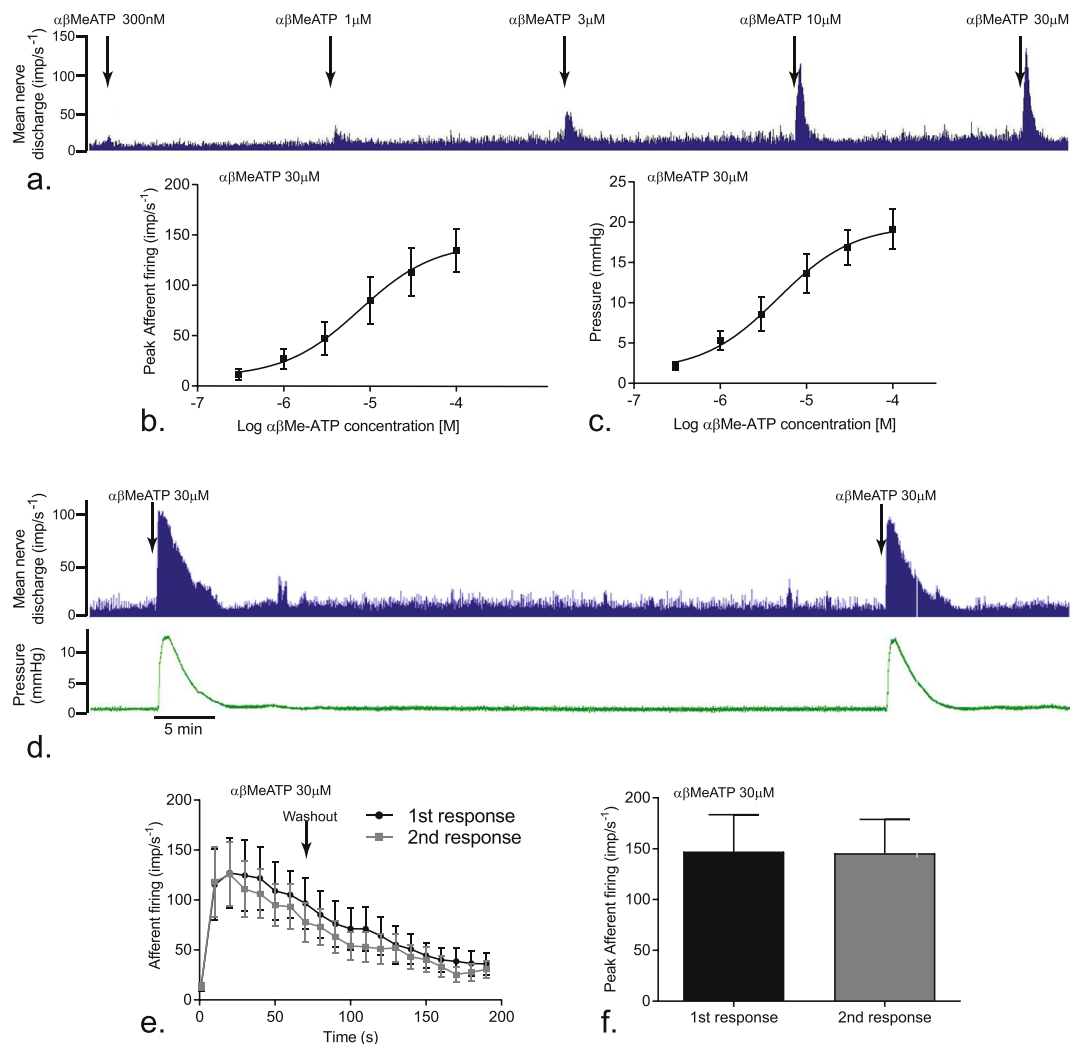 αβMeATP 300nM
αβMeATP 1µM
αβMeATP 3µM
αβMeATP 10µM
αβMeATP 30µM
Mean nerve
discharge (imp/s⁻¹)
150
100
50
0
a.
αβMeATP 30µM
Peak Afferent firing (imp/s⁻¹)
200
150
100
50
0
-7
-6
-5
-4
Log αβMe-ATP concentration [M]
b.
αβMeATP 30µM
Pressure (mmHg)
25
20
15
10
5
0
-7
-6
-5
-4
Log αβMe-ATP concentration [M]
c.
αβMeATP 30µM
αβMeATP 30µM
Mean nerve
discharge (imp/s⁻¹)
100
50
0
Pressure
(mmHg)
10
5
0
5 min
d.
αβMeATP 30µM
Washout
1st response
2nd response
Afferent firing (imp/s⁻¹)
200
150
100
50
0
0
50
100
150
200
Time (s)
e.
αβMeATP 30µM
Peak Afferent firing (imp/s⁻¹)
200
150
100
50
0
1st response
2nd response
f.